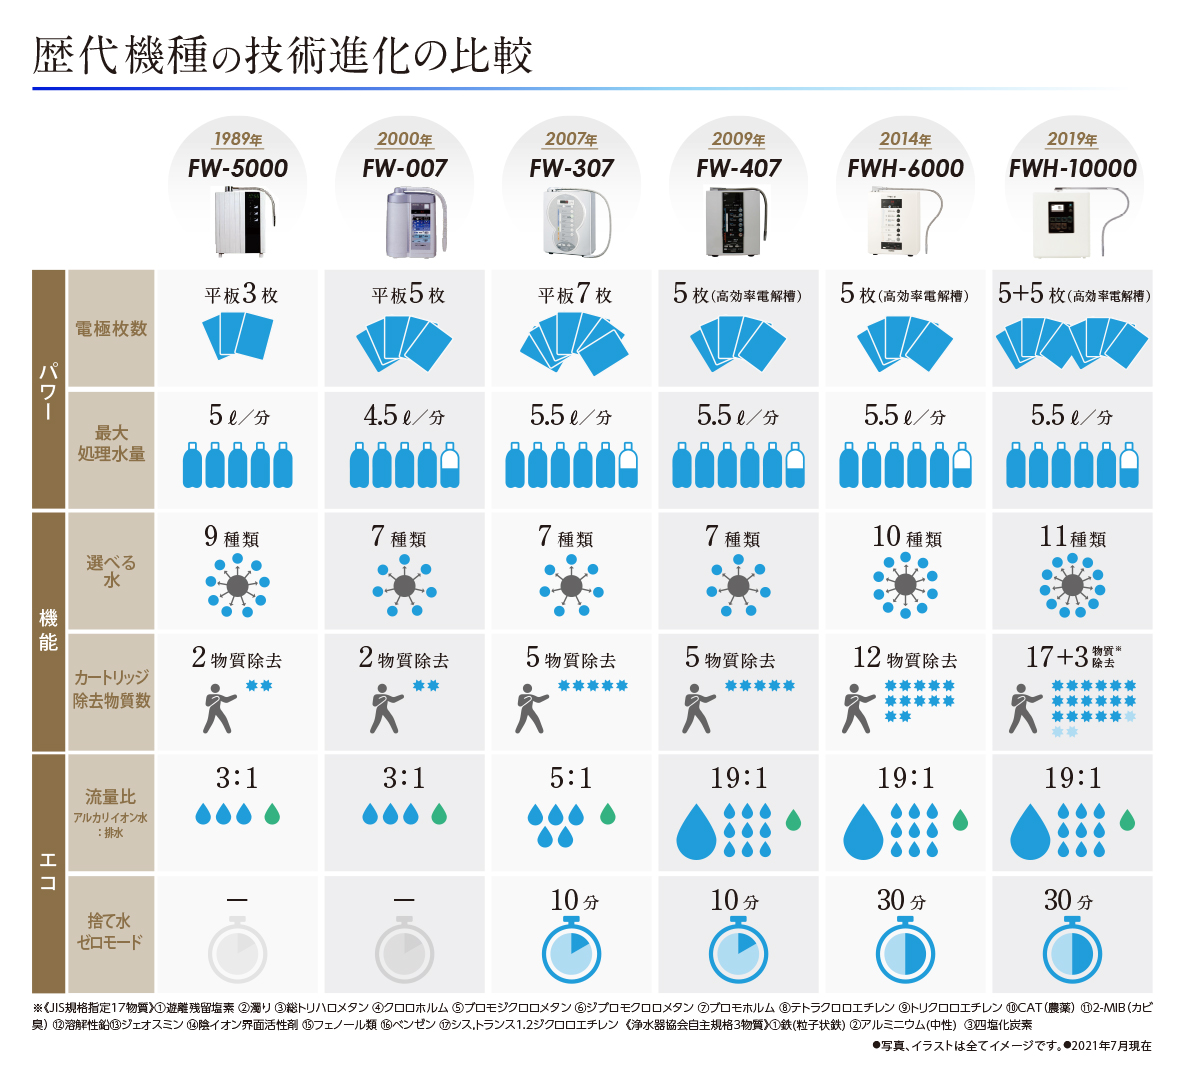 歴代機種の技術進化の比較
1989年 2000年 2007年 2009年 2014年 2019年
FW-5000 FW-007 FW-307 FW-407 FWH-6000 FWH-10000
パワー
電極枚数
平板3枚 平板5枚 平板7枚 5枚(高効率電解槽) 5枚(高効率電解槽) 5+5枚(高効率電解槽)
最大
処理水量
5ℓ/分 4.5ℓ/分 5.5ℓ/分 5.5ℓ/分 5.5ℓ/分 5.5ℓ/分
機能
選べる
水
9種類 7種類 7種類 7種類 10種類 11種類
カートリッジ
除去物質数
2物質除去 2物質除去 5物質除去 5物質除去 12物質除去 17+3物質除去※
エコ
流量比
アルカリイオン水
:排水
3:1 3:1 5:1 19:1 19:1 19:1
捨て水
ゼロモード
ー ー 10分 10分 30分 30分
※《JIS規格指定17物質》①遊離残留塩素 ②濁り ③総トリハロメタン ④クロロホルム ⑤ブロモジクロロメタン ⑥ジブロモクロロメタン ⑦ブロモホルム ⑧テトラクロロエチレン ⑨トリクロロエチレン ⑩CAT(農薬) ⑪2-MIB(カビ
臭) ⑫溶解性鉛⑬ジェオスミン ⑭陰イオン界面活性剤 ⑮フェノール類 ⑯ベンゼン ⑰シス,トランス1.2ジクロロエチレン 《浄水器協会自主規格3物質》①鉄(粒子状鉄) ②アルミニウム(中性) ③四塩化炭素
●写真、イラストは全てイメージです。●2021年7月現在